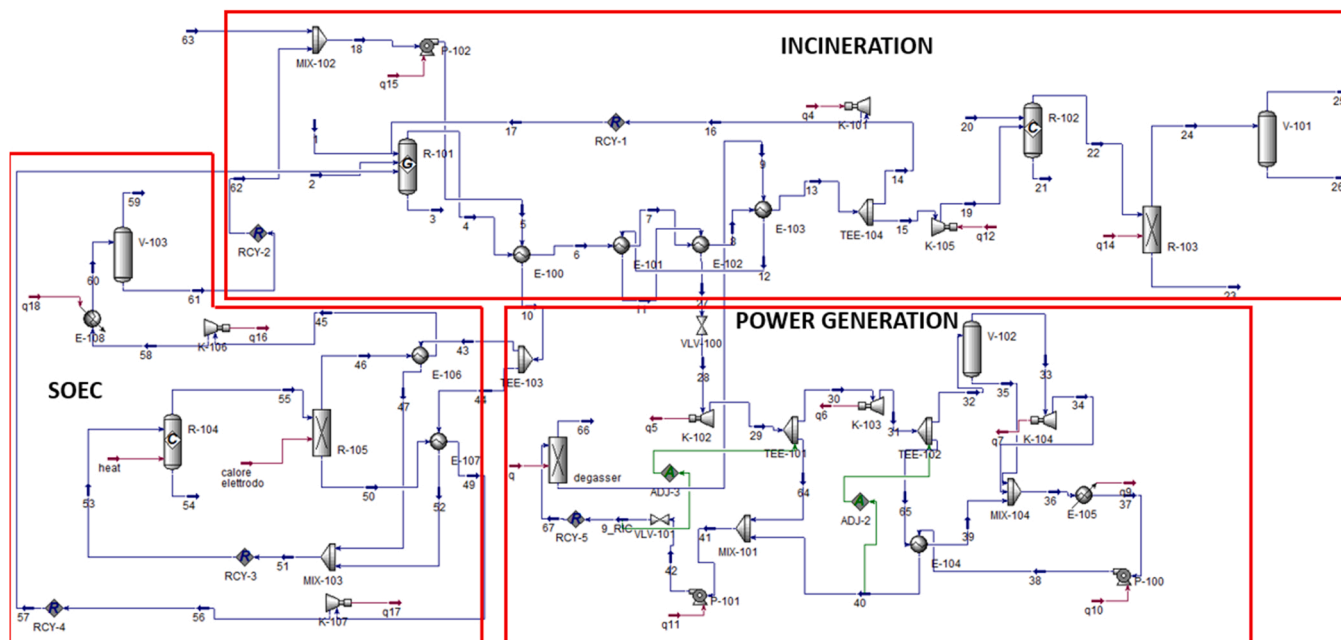 INCINERATION
63
18
MIX-102
P-102
q15
q4
K-101
17
16
RCY-1
1
R-101
2
3
4
5
62
RCY-2
59
V-103
60
61
q18
E-108
58
K-106
q16
45
6
E-100
7
E-101
8
E-102
9
E-103
12
13
14
TEE-104
15
K-105
q12
19
20
R-102
C
21
22
24
25
V-101
26
q14
R-103
23
10
11
27
G
R
R
POWER GENERATION
VLV-100
28
q5
K-102
29
TEE-101
30
q6
K-103
31
TEE-102
32
V-102
33
35
q7
K-104
34
MIX-104
36
E-105
q9
37
64
65
ADJ-3
A
ADJ-2
A
66
degasser
q
67
RCY-5
R
9_RIC
VLV-101
42
41
MIX-101
P-101
q11
40
E-104
39
38
P-100
q10
SOEC
43
TEE-103
44
46
E-106
47
55
R-104
C
R-105
heat
calore
elettrodo
54
53
50
E-107
49
52
RCY-3
R
51
MIX-103
57
RCY-4
R
56
K-107
q17